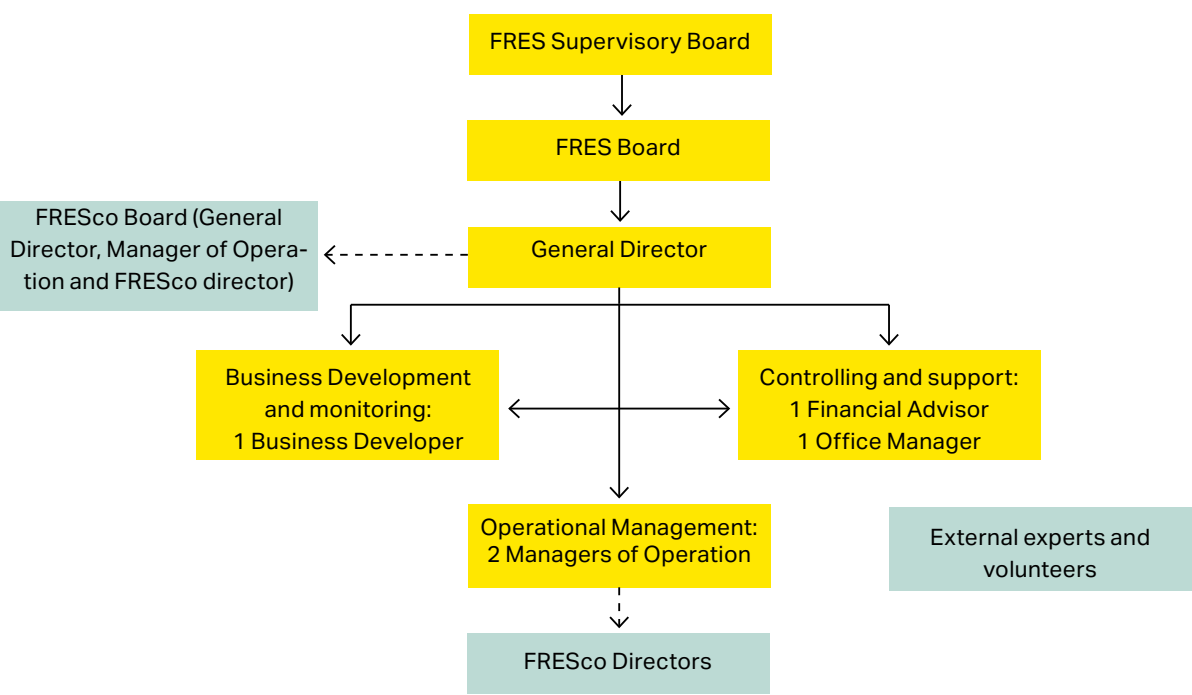 FRES Supervisory Board
FRES Board
FRESco Board (General
Director, Manager of Opera-
tion and FRESco director)
General Director
Business Development
and monitoring:
1 Business Developer
Controlling and support:
1 Financial Advisor
1 Office Manager
Operational Management:
2 Managers of Operation
External experts and
volunteers
FRESco Directors